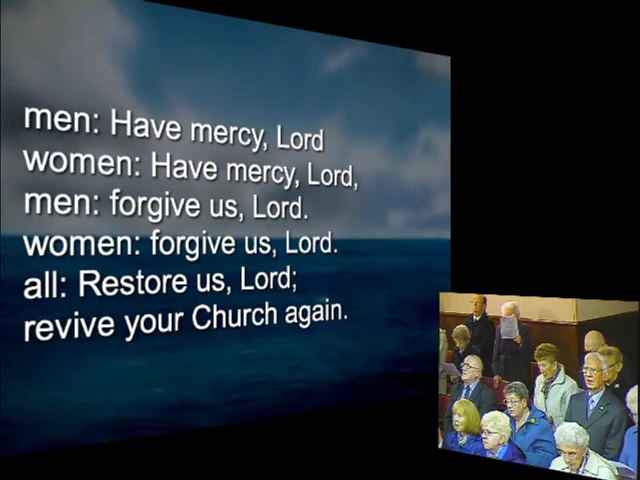 men: Have mercy, Lord
women: Have mercy, Lord,
men: forgive us, Lord.
women: forgive us, Lord.
all: Restore us, Lord;
revive your Church again.